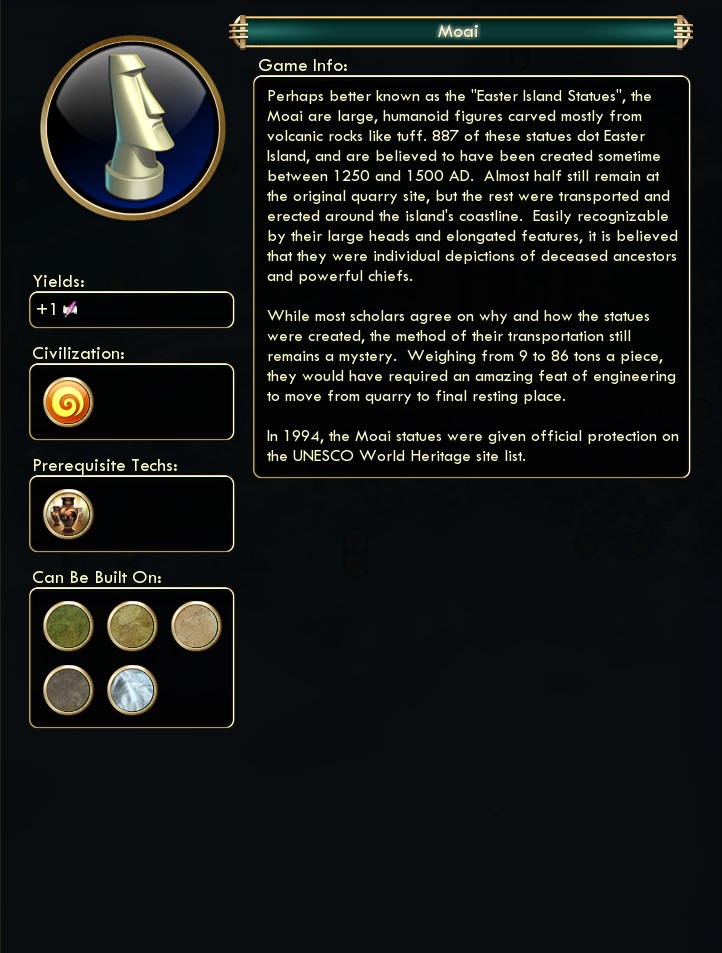 Moai
Game Info:
Perhaps better known as the "Easter Island Statues", the
Moai are large, humanoid figures carved mostly from
volcanic rocks like tuff. 887 of these statues dot Easter
Island, and are believed to have been created sometime
between 1250 and 1500 AD.  Almost half still remain at
the original quarry site, but the rest were transported and
erected around the island's coastline.  Easily recognizable
by their large heads and elongated features, it is believed
that they were individual depictions of deceased ancestors
and powerful chiefs.
While most scholars agree on why and how the statues
were created, the method of their transportation still
remains a mystery.  Weighing from 9 to 86 tons a piece,
they would have required an amazing feat of engineering
to move from quarry to final resting place.
In 1994, the Moai statues were given official protection on
the UNESCO World Heritage site list.
Yields:
+1
Civilization:
Prerequisite Techs:
Can Be Built On: